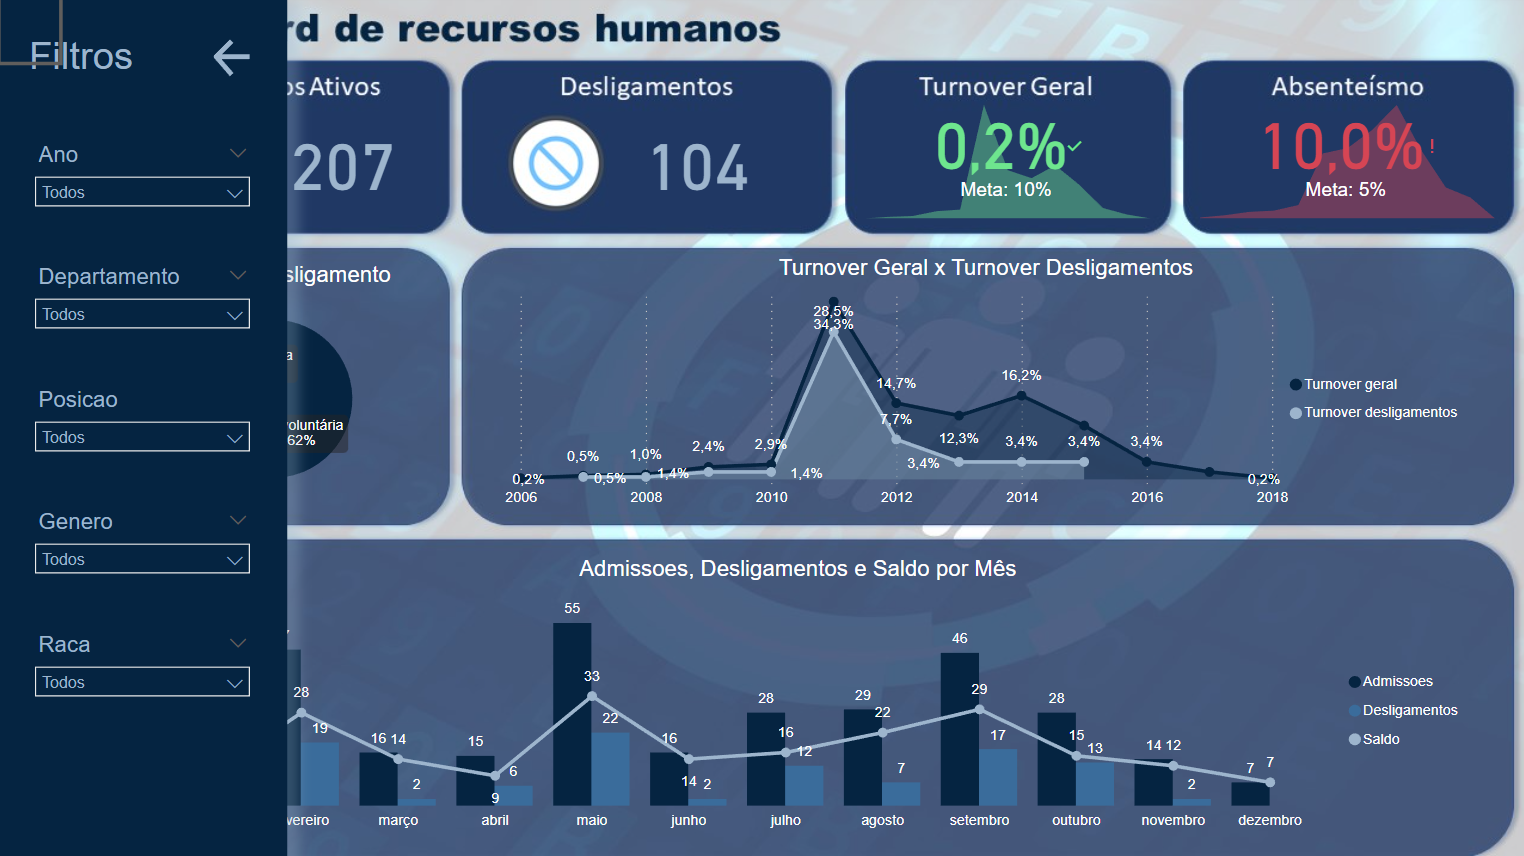 rd de recursos humanos
Filtros
Ano
Todos
Departamento
Todos
Posicao
Todos
Genero
Todos
Raca
Todos
os Ativos
207
Desligamentos
104
Turnover Geral
0,2%
Meta: 10%
Absenteísmo
10,0%!
Meta: 5%
sligamento
a
oluntária
62%
Turnover Geral x Turnover Desligamentos
28,5%
34,3%
14,7%
16,2%
7,7%
12,3%
3,4%
3,4%
3,4%
3,4%
2,4%
2,9%
0,5%
1,0%
0,2%
0,5%
1,4%
1,4%
0,2%
2006
2008
2010
2012
2014
2016
2018
Turnover geral
Turnover desligamentos
Admissoes, Desligamentos e Saldo por Mês
28
19
16
14
2
15
6
9
55
33
22
16
14
2
28
16
12
29
22
7
46
29
17
28
15
13
14
12
2
7
7
vereiro
março
abril
maio
junho
julho
agosto
setembro
outubro
novembro
dezembro
Admissoes
Desligamentos
Saldo